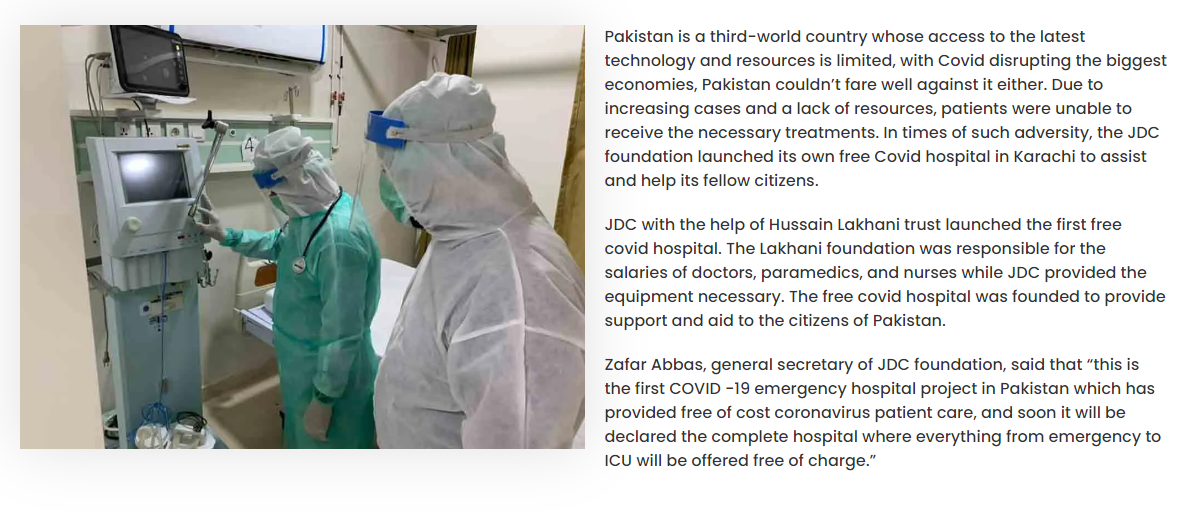 4
Pakistan is a third-world country whose access to the latest
technology and resources is limited, with Covid disrupting the biggest
economies, Pakistan couldn’t fare well against it either. Due to
increasing cases and a lack of resources, patients were unable to
receive the necessary treatments. In times of such adversity, the JDC
foundation launched its own free Covid hospital in Karachi to assist
and help its fellow citizens.
JDC with the help of Hussain Lakhani trust launched the first free
covid hospital. The Lakhani foundation was responsible for the
salaries of doctors, paramedics, and nurses while JDC provided the
equipment necessary. The free covid hospital was founded to provide
support and aid to the citizens of Pakistan.
Zafar Abbas, general secretary of JDC foundation, said that “this is
the first COVID -19 emergency hospital project in Pakistan which has
provided free of cost coronavirus patient care, and soon it will be
declared the complete hospital where everything from emergency to
ICU will be offered free of charge.”